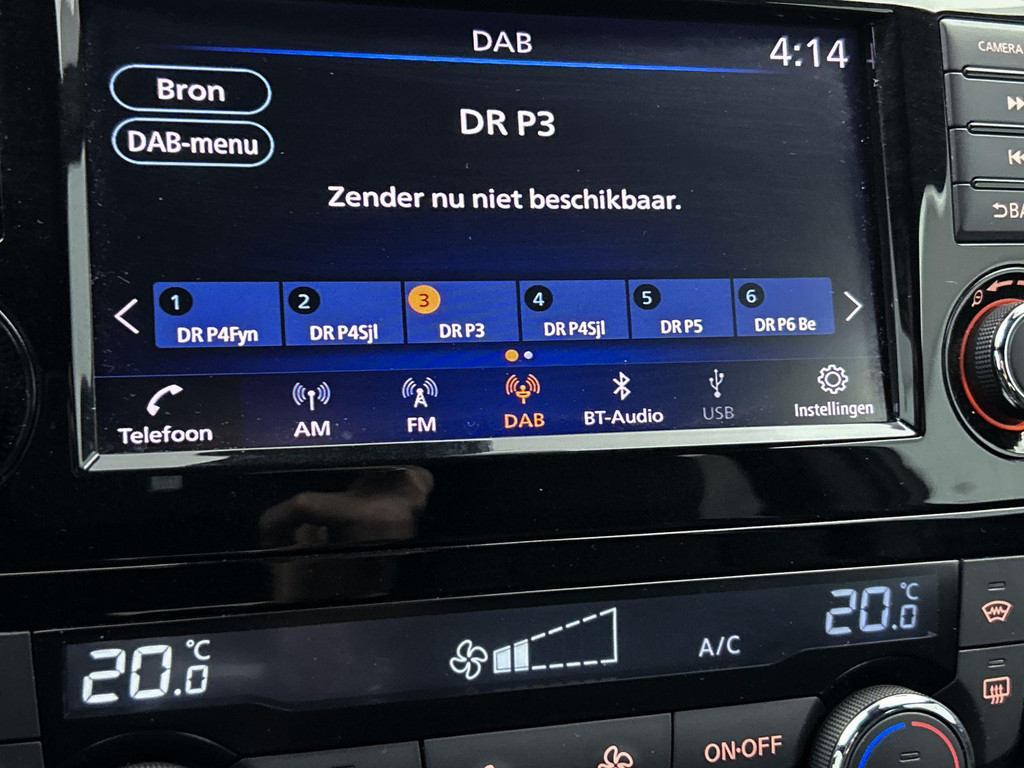 DAB
4:14
CAMERA
Bron
DAB-menu
DR P3
Zender nu niet beschikbaar.
1
DR P4Fyn
2
DR P4Sjl
3
DR P3
4
DR P4Sjl
5
DR P5
6
DR P6 Be
Telefoon
AM
FM
DAB
BT-Audio
USB
Instellingen
20.0 °C
A/C
20.0 °C
ON·OFF